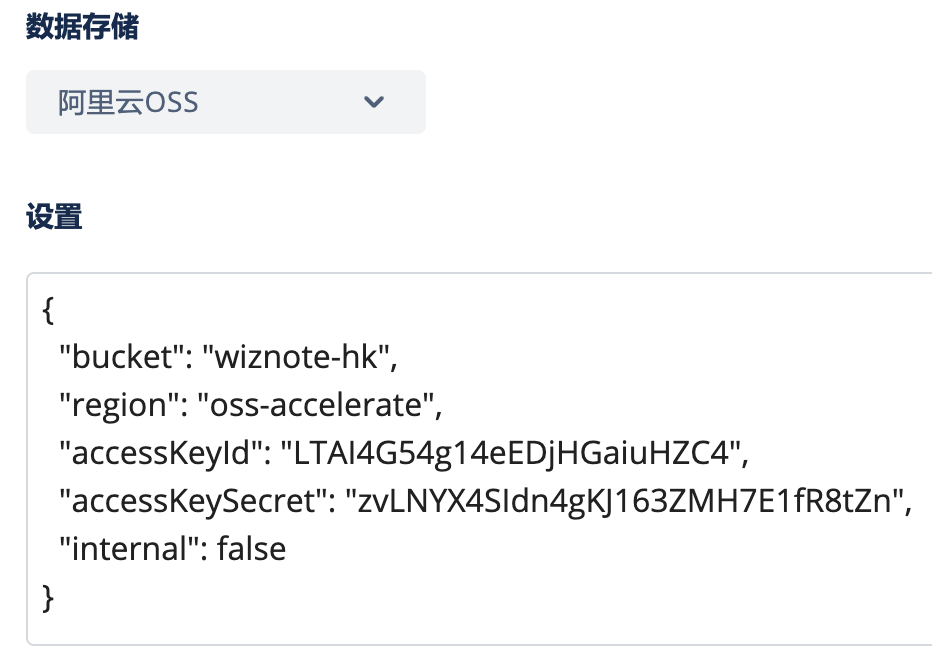 数据存储
阿里云OSS
设置
{
"bucket": "wiznote-hk",
"region": "oss-accelerate",
"accessKeyId": "LTAI4G54g14eEDjHGaiuHZC4",
"accessKeySecret": "zvLNYX4SIdn4gKJ163ZMH7E1fR8tZn",
"internal": false
}